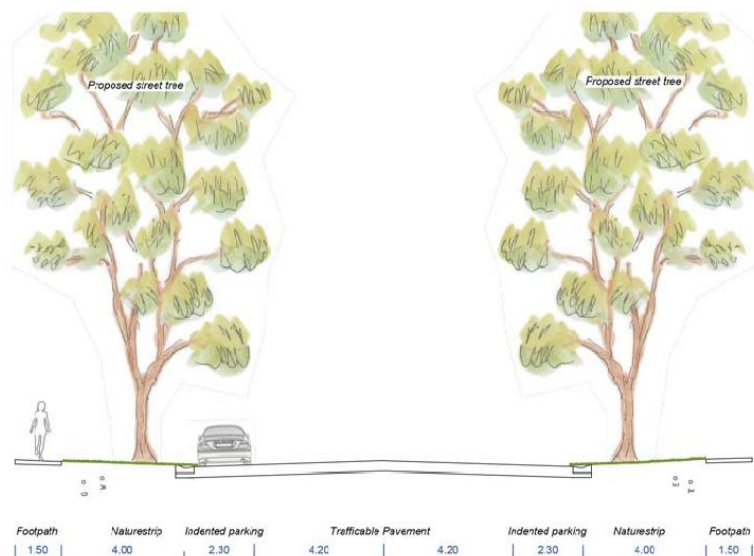 Proposed street tree
Proposed street tree
G W
E T
Footpath Naturestrip Indented parking Trafficable Pavement Indented parking Naturestrip Footpath
1.50 4.00 2.30 4.20 4.20 2.30 4.00 1.50